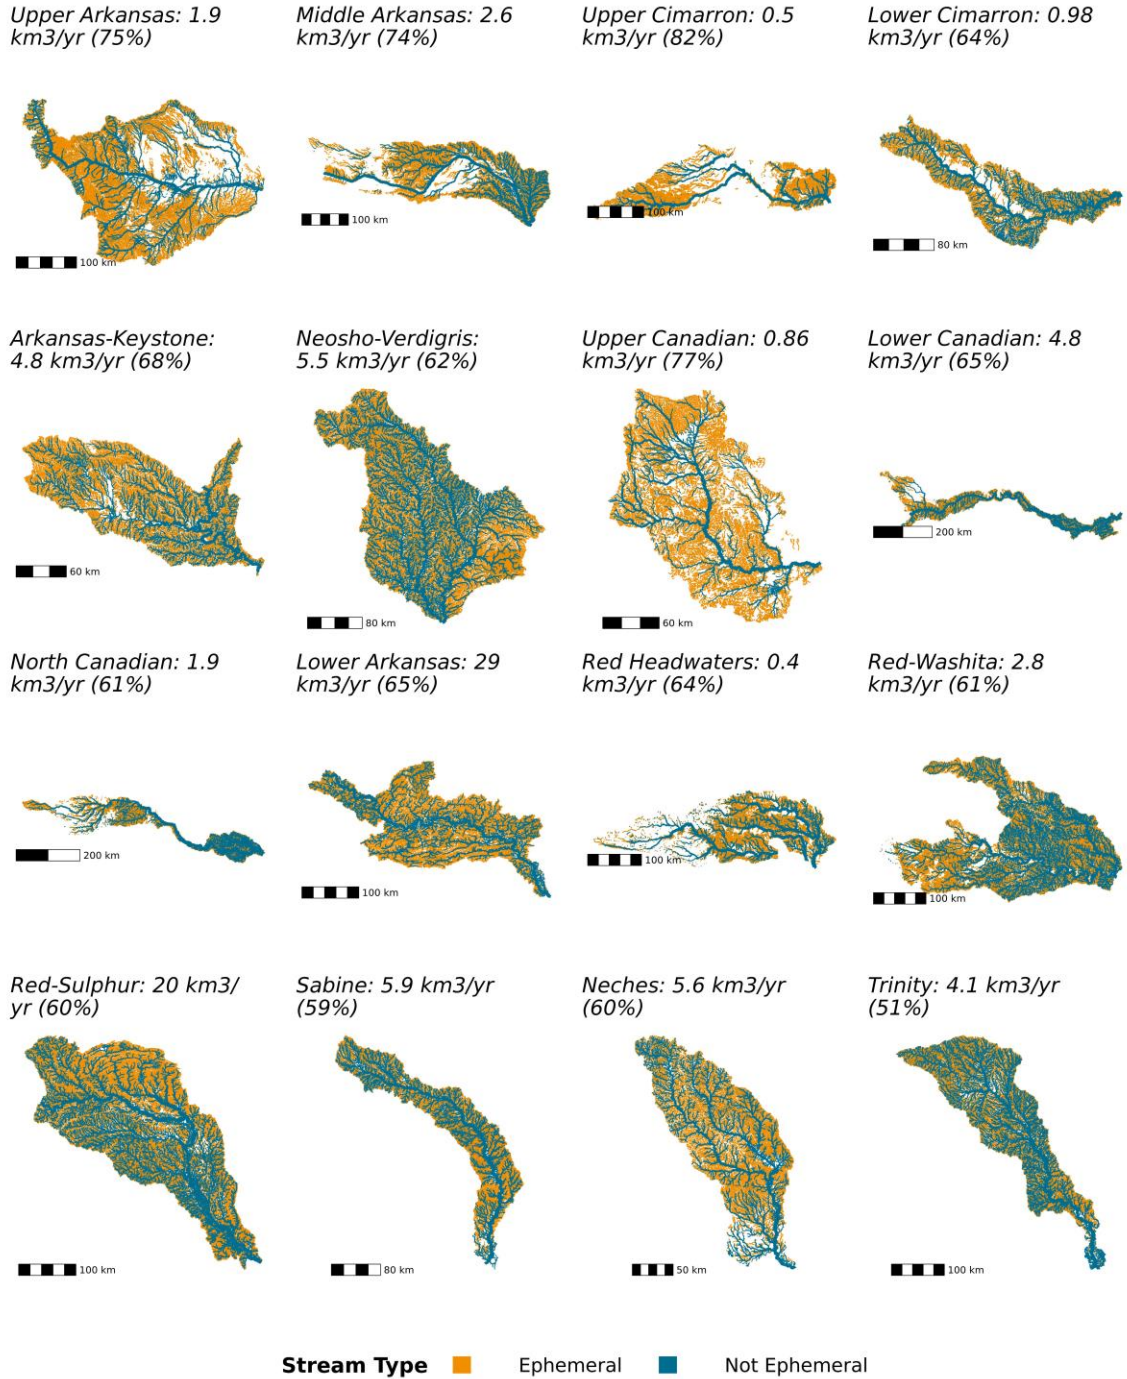 Upper Arkansas: 1.9
km3/yr (75%)
Middle Arkansas: 2.6
km3/yr (74%)
Upper Cimarron: 0.5
km3/yr (82%)
Lower Cimarron: 0.98
km3/yr (64%)
100 km
100 km
100 km
80 km
Arkansas-Keystone:
4.8 km3/yr (68%)
Neosho-Verdigris:
5.5 km3/yr (62%)
Upper Canadian: 0.86
km3/yr (77%)
Lower Canadian: 4.8
km3/yr (65%)
60 km
80 km
60 km
200 km
North Canadian: 1.9
km3/yr (61%)
Lower Arkansas: 29
km3/yr (65%)
Red Headwaters: 0.4
km3/yr (64%)
Red-Washita: 2.8
km3/yr (61%)
200 km
100 km
100 km
100 km
Red-Sulphur: 20 km3/
yr (60%)
Sabine: 5.9 km3/yr
(59%)
Neches: 5.6 km3/yr
(60%)
Trinity: 4.1 km3/yr
(51%)
100 km
80 km
50 km
100 km
Stream Type Ephemeral Not Ephemeral